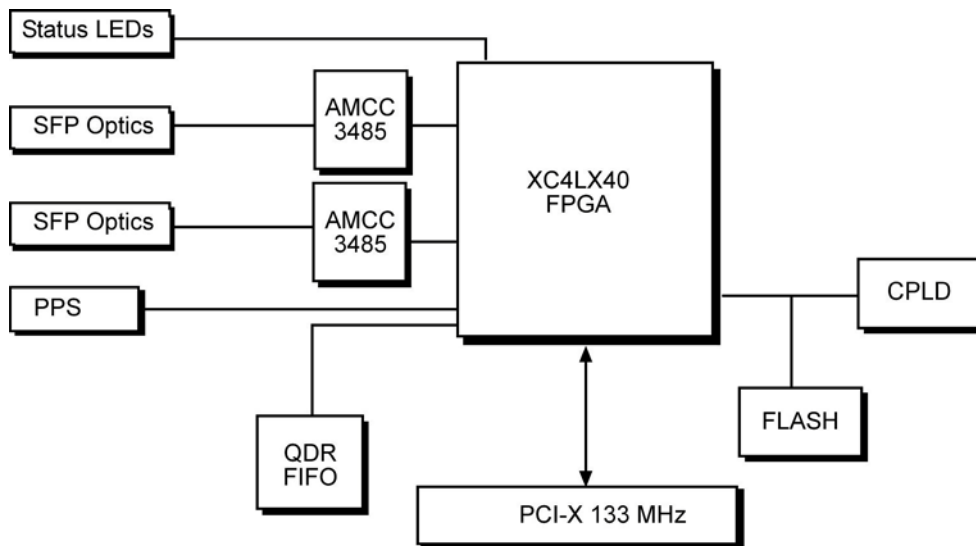 Status LEDs
SFP Optics
AMCC
3485
SFP Optics
AMCC
3485
XC4LX40
FPGA
PPS
CPLD
FLASH
QDR
FIFO
PCI-X 133 MHz